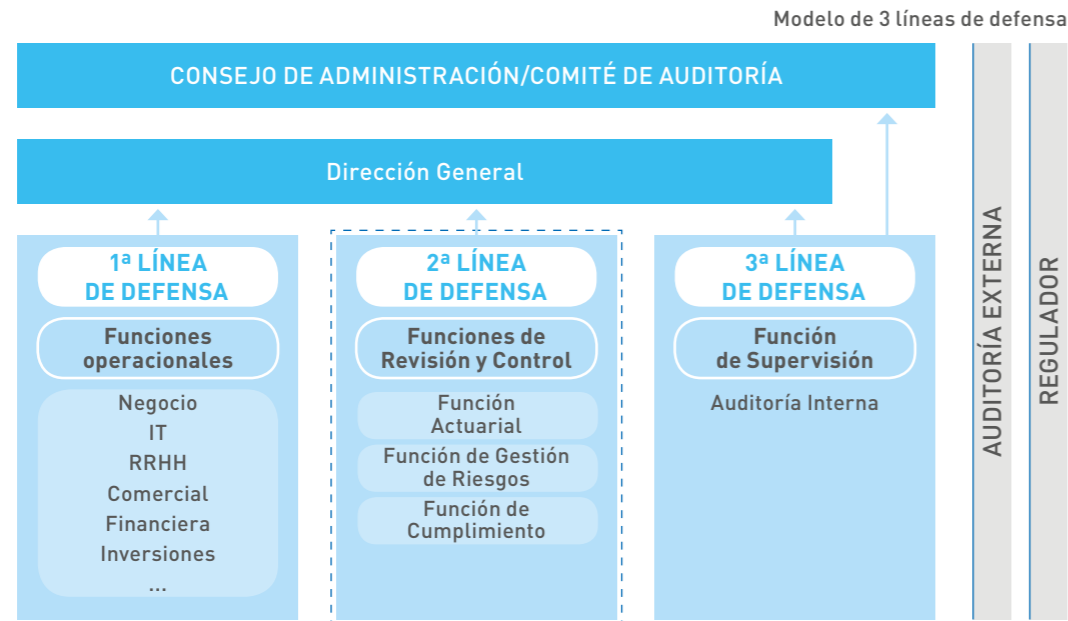 Modelo de 3 líneas de defensa
CONSEJO DE ADMINISTRACIÓN/COMITÉ DE AUDITORÍA
Dirección General
1ª LÍNEA
DE DEFENSA
Funciones
operacionales
Negocio
IT
RRHH
Comercial
Financiera
Inversiones
...
2ª LÍNEA
DE DEFENSA
Funciones de
Revisión y Control
Función
Actuarial
Función de Gestión
de Riesgos
Función de
Cumplimiento
3ª LÍNEA
DE DEFENSA
Función
de Supervisión
Auditoría Interna
AUDITORÍA EXTERNA
REGULADOR